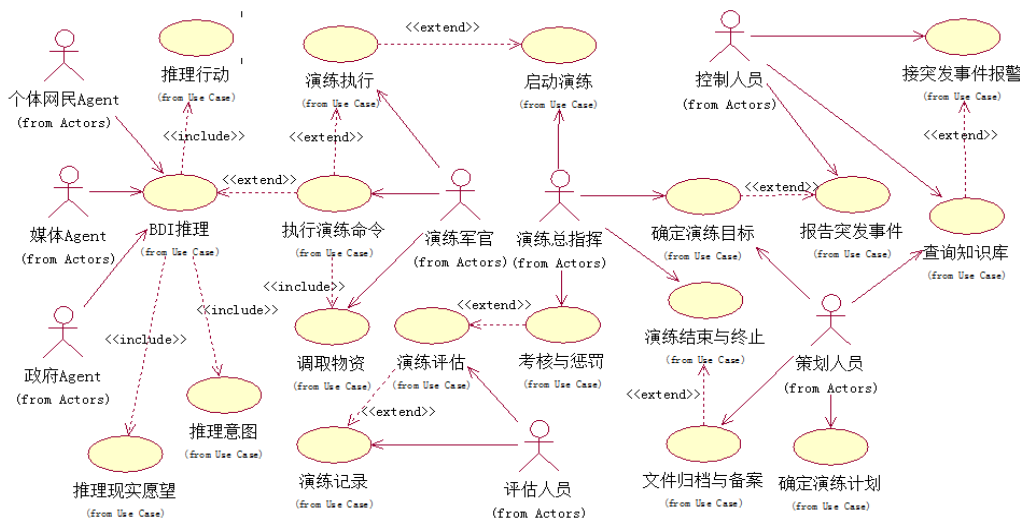 <<extend>>
推理行动
(from Use Case)
演练执行
(from Use Case)
启动演练
(from Use Case)
控制人员
(from Actors)
接突发事件报警
(from Use Case)
个体网民Agent
(from Actors)
<<include>>
<<extend>>
<<extend>>
媒体Agent
(from Actors)
BDI推理
(from Use Case)
<<extend>>
执行演练命令
(from Use Case)
演练军官
(from Actors)
演练总指挥
(from Actors)
确定演练目标
(from Use Case)
<<extend>>
报告突发事件
(from Use Case)
查询知识库
(from Use Case)
<<include>>
<<include>>
<<include>>
政府Agent
(from Actors)
调取物资
(from Use Case)
演练评估
(from Use Case)
<<extend>>
考核与惩罚
(from Use Case)
演练结束与终止
(from Use Case)
策划人员
(from Actors)
<<extend>>
<<extend>>
推理意图
(from Use Case)
推理现实愿望
(from Use Case)
演练记录
(from Use Case)
评估人员
(from Actors)
文件归档与备案
(from Use Case)
确定演练计划
(from Use Case)